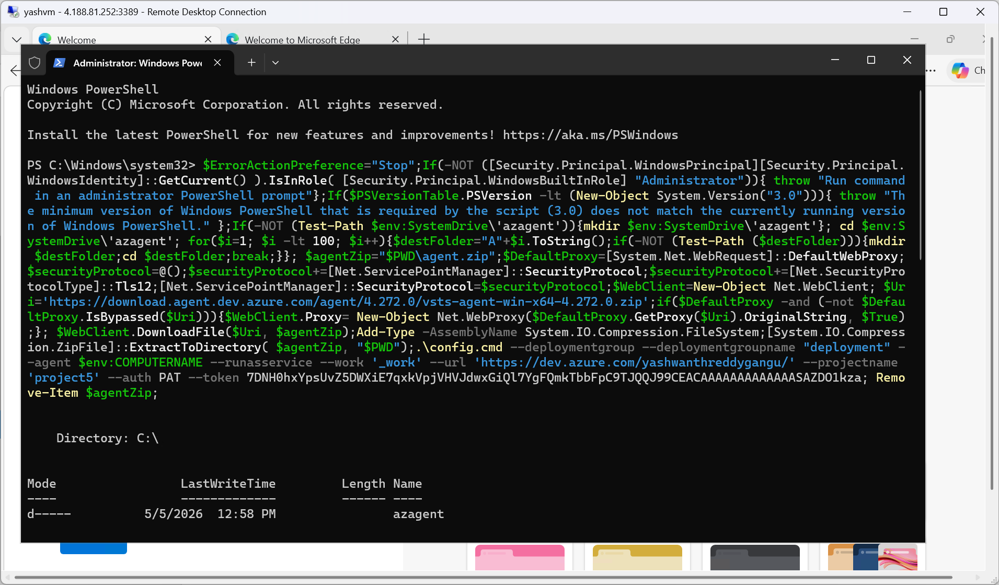 yashvm - 4.188.81.252:3389 - Remote Desktop Connection
Welcome
Welcome to Microsoft Edge
Administrator: Windows Powe
Ch
Windows PowerShell
Copyright (C) Microsoft Corporation. All rights reserved.
Install the latest PowerShell for new features and improvements! https://aka.ms/PSWindows
PS C:\Windows\system32> $ErrorActionPreference="Stop";If(-NOT ([Security.Principal.WindowsPrincipal][Security.Principal.
WindowsIdentity]::GetCurrent() ).IsInRole( [Security.Principal.WindowsBuiltInRole] "Administrator")){ throw "Run command
 in an administrator PowerShell prompt"};If($PSVersionTable.PSVersion -lt (New-Object System.Version("3.0"))){ throw "Th
e minimum version of Windows PowerShell that is required by the script (3.0) does not match the currently running versio
n of Windows PowerShell." };If(-NOT (Test-Path $env:SystemDrive\'azagent')){mkdir $env:SystemDrive\'azagent'}; cd $env:S
ystemDrive\'azagent'; for($i=1; $i -lt 100; $i++){$destFolder="A"+$i.ToString();if(-NOT (Test-Path ($destFolder))){mkdir
 $destFolder;cd $destFolder;break;}}; $agentZip="$PWD\agent.zip";$DefaultProxy=[System.Net.WebRequest]::DefaultWebProxy;
$securityProtocol=@();$securityProtocol+=[Net.ServicePointManager]::SecurityProtocol;$securityProtocol+=[Net.SecurityPro
tocolType]::Tls12;[Net.ServicePointManager]::SecurityProtocol=$securityProtocol;$WebClient=New-Object Net.WebClient; $Ur
i='https://download.agent.dev.azure.com/agent/4.272.0/vsts-agent-win-x64-4.272.0.zip';if($DefaultProxy -and (-not $Defau
ltProxy.IsBypassed($Uri))){$WebClient.Proxy= New-Object Net.WebProxy($DefaultProxy.GetProxy($Uri).OriginalString, $True)
;}; $WebClient.DownloadFile($Uri, $agentZip);Add-Type -AssemblyName System.IO.Compression.FileSystem;[System.IO.Compress
ion.ZipFile]::ExtractToDirectory( $agentZip, "$PWD");.\config.cmd --deploymentgroup --deploymentgroupname "deployment" -
-agent $env:COMPUTERNAME --runasservice --work '_work' --url 'https://dev.azure.com/yashwanthreddygangu/' --projectname
'project5' --auth PAT --token 7DNH0hxYpsUvZ5DWXiE7qxkVpjVHVJdwxGiQl7YgFQmkTbbFpC9TJQQJ99CEACAAAAAAAAAAAAASAZDO1kza; Remo
ve-Item $agentZip;
Directory: C:\
Mode LastWriteTime Length Name
---- ------------- ------ ----
d----- 5/5/2026 12:58 PM azagent